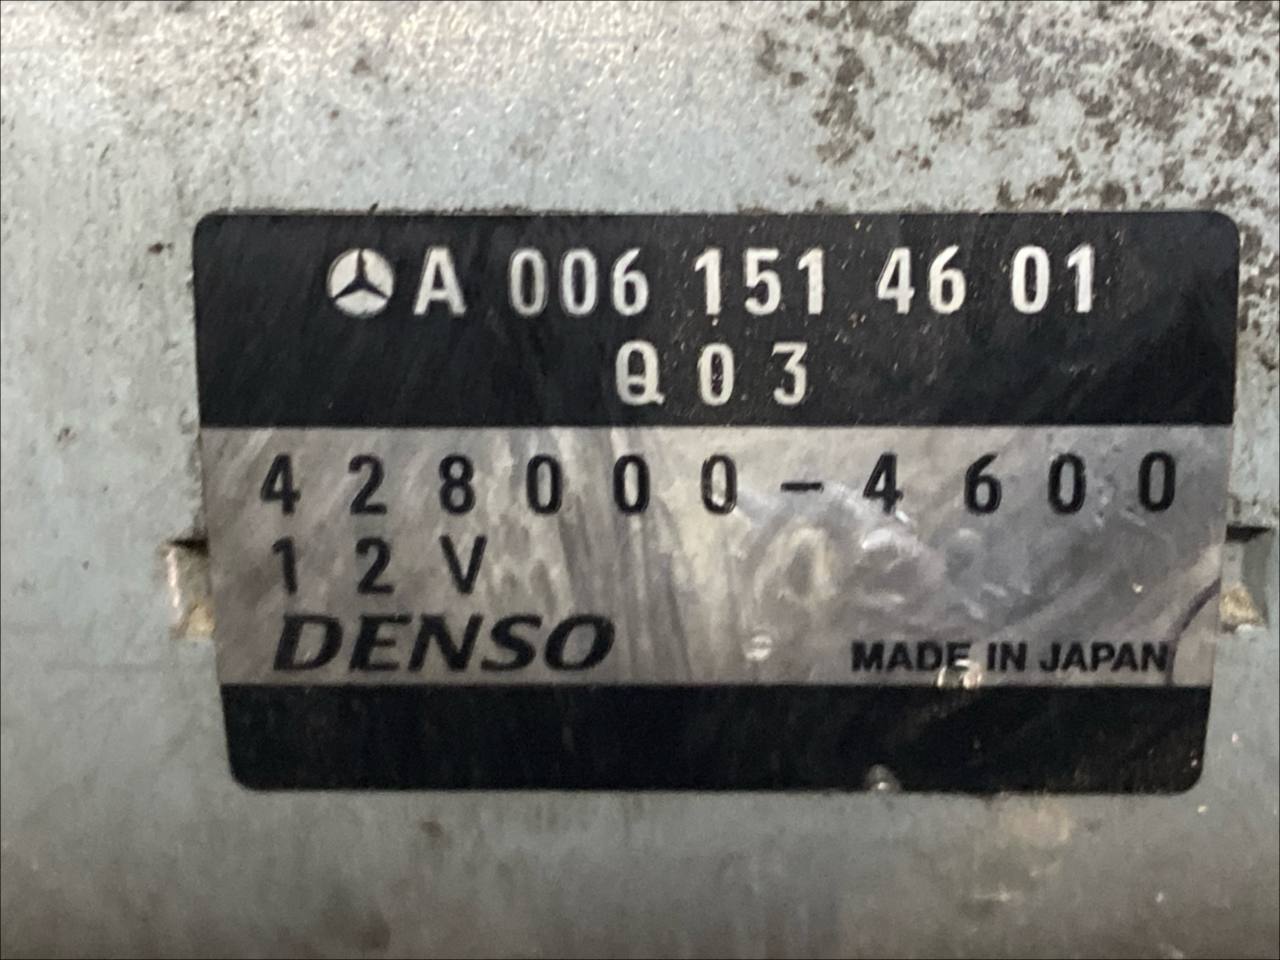 A 006 151 46 01
Q03
428000-4600
12V
DENSO
MADE IN JAPAN